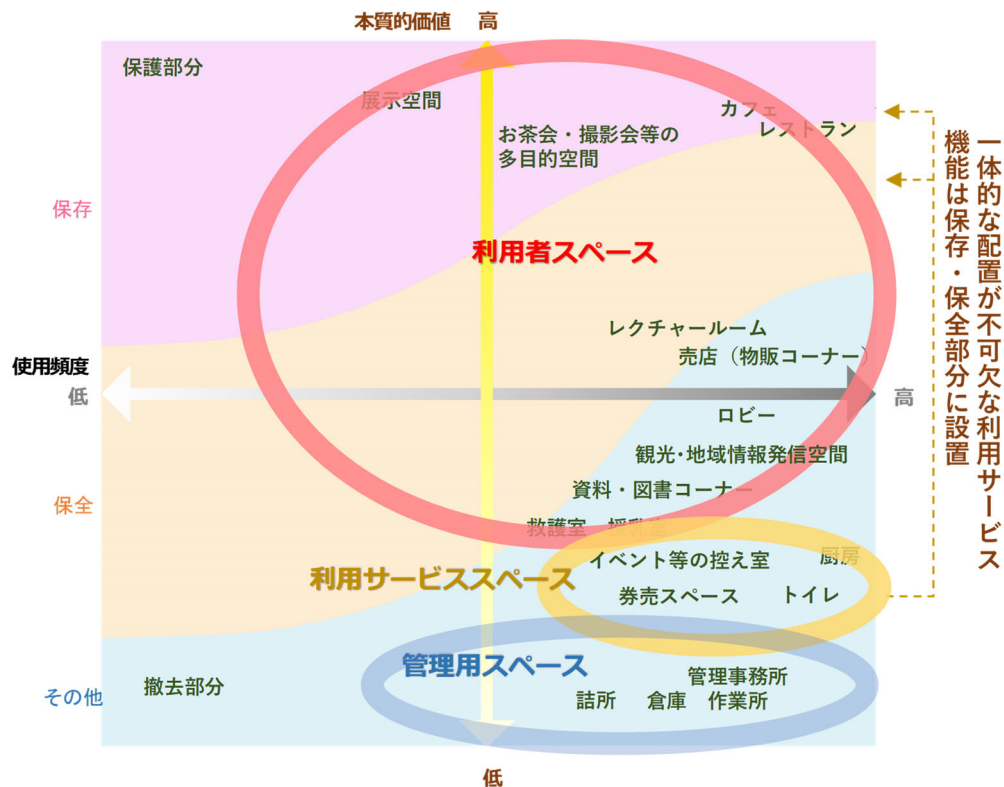 本質的価値 高
保護部分
展示空間
カフェ
レストラン
お茶会・撮影会等の
多目的空間
保存
利用者スペース
レクチャールーム
売店（物販コーナー）
使用頻度
低
高
ロビー
観光・地域情報発信空間
資料・図書コーナー
保全
救護室 授乳室
イベント等の控え室
厨房
利用サービススペース
券売スペース
トイレ
管理用スペース
管理事務所
撤去部分
その他
詰所 倉庫 作業所
低
一体的な配置が不可欠な利用サービス
機能は保存・保全部分に設置